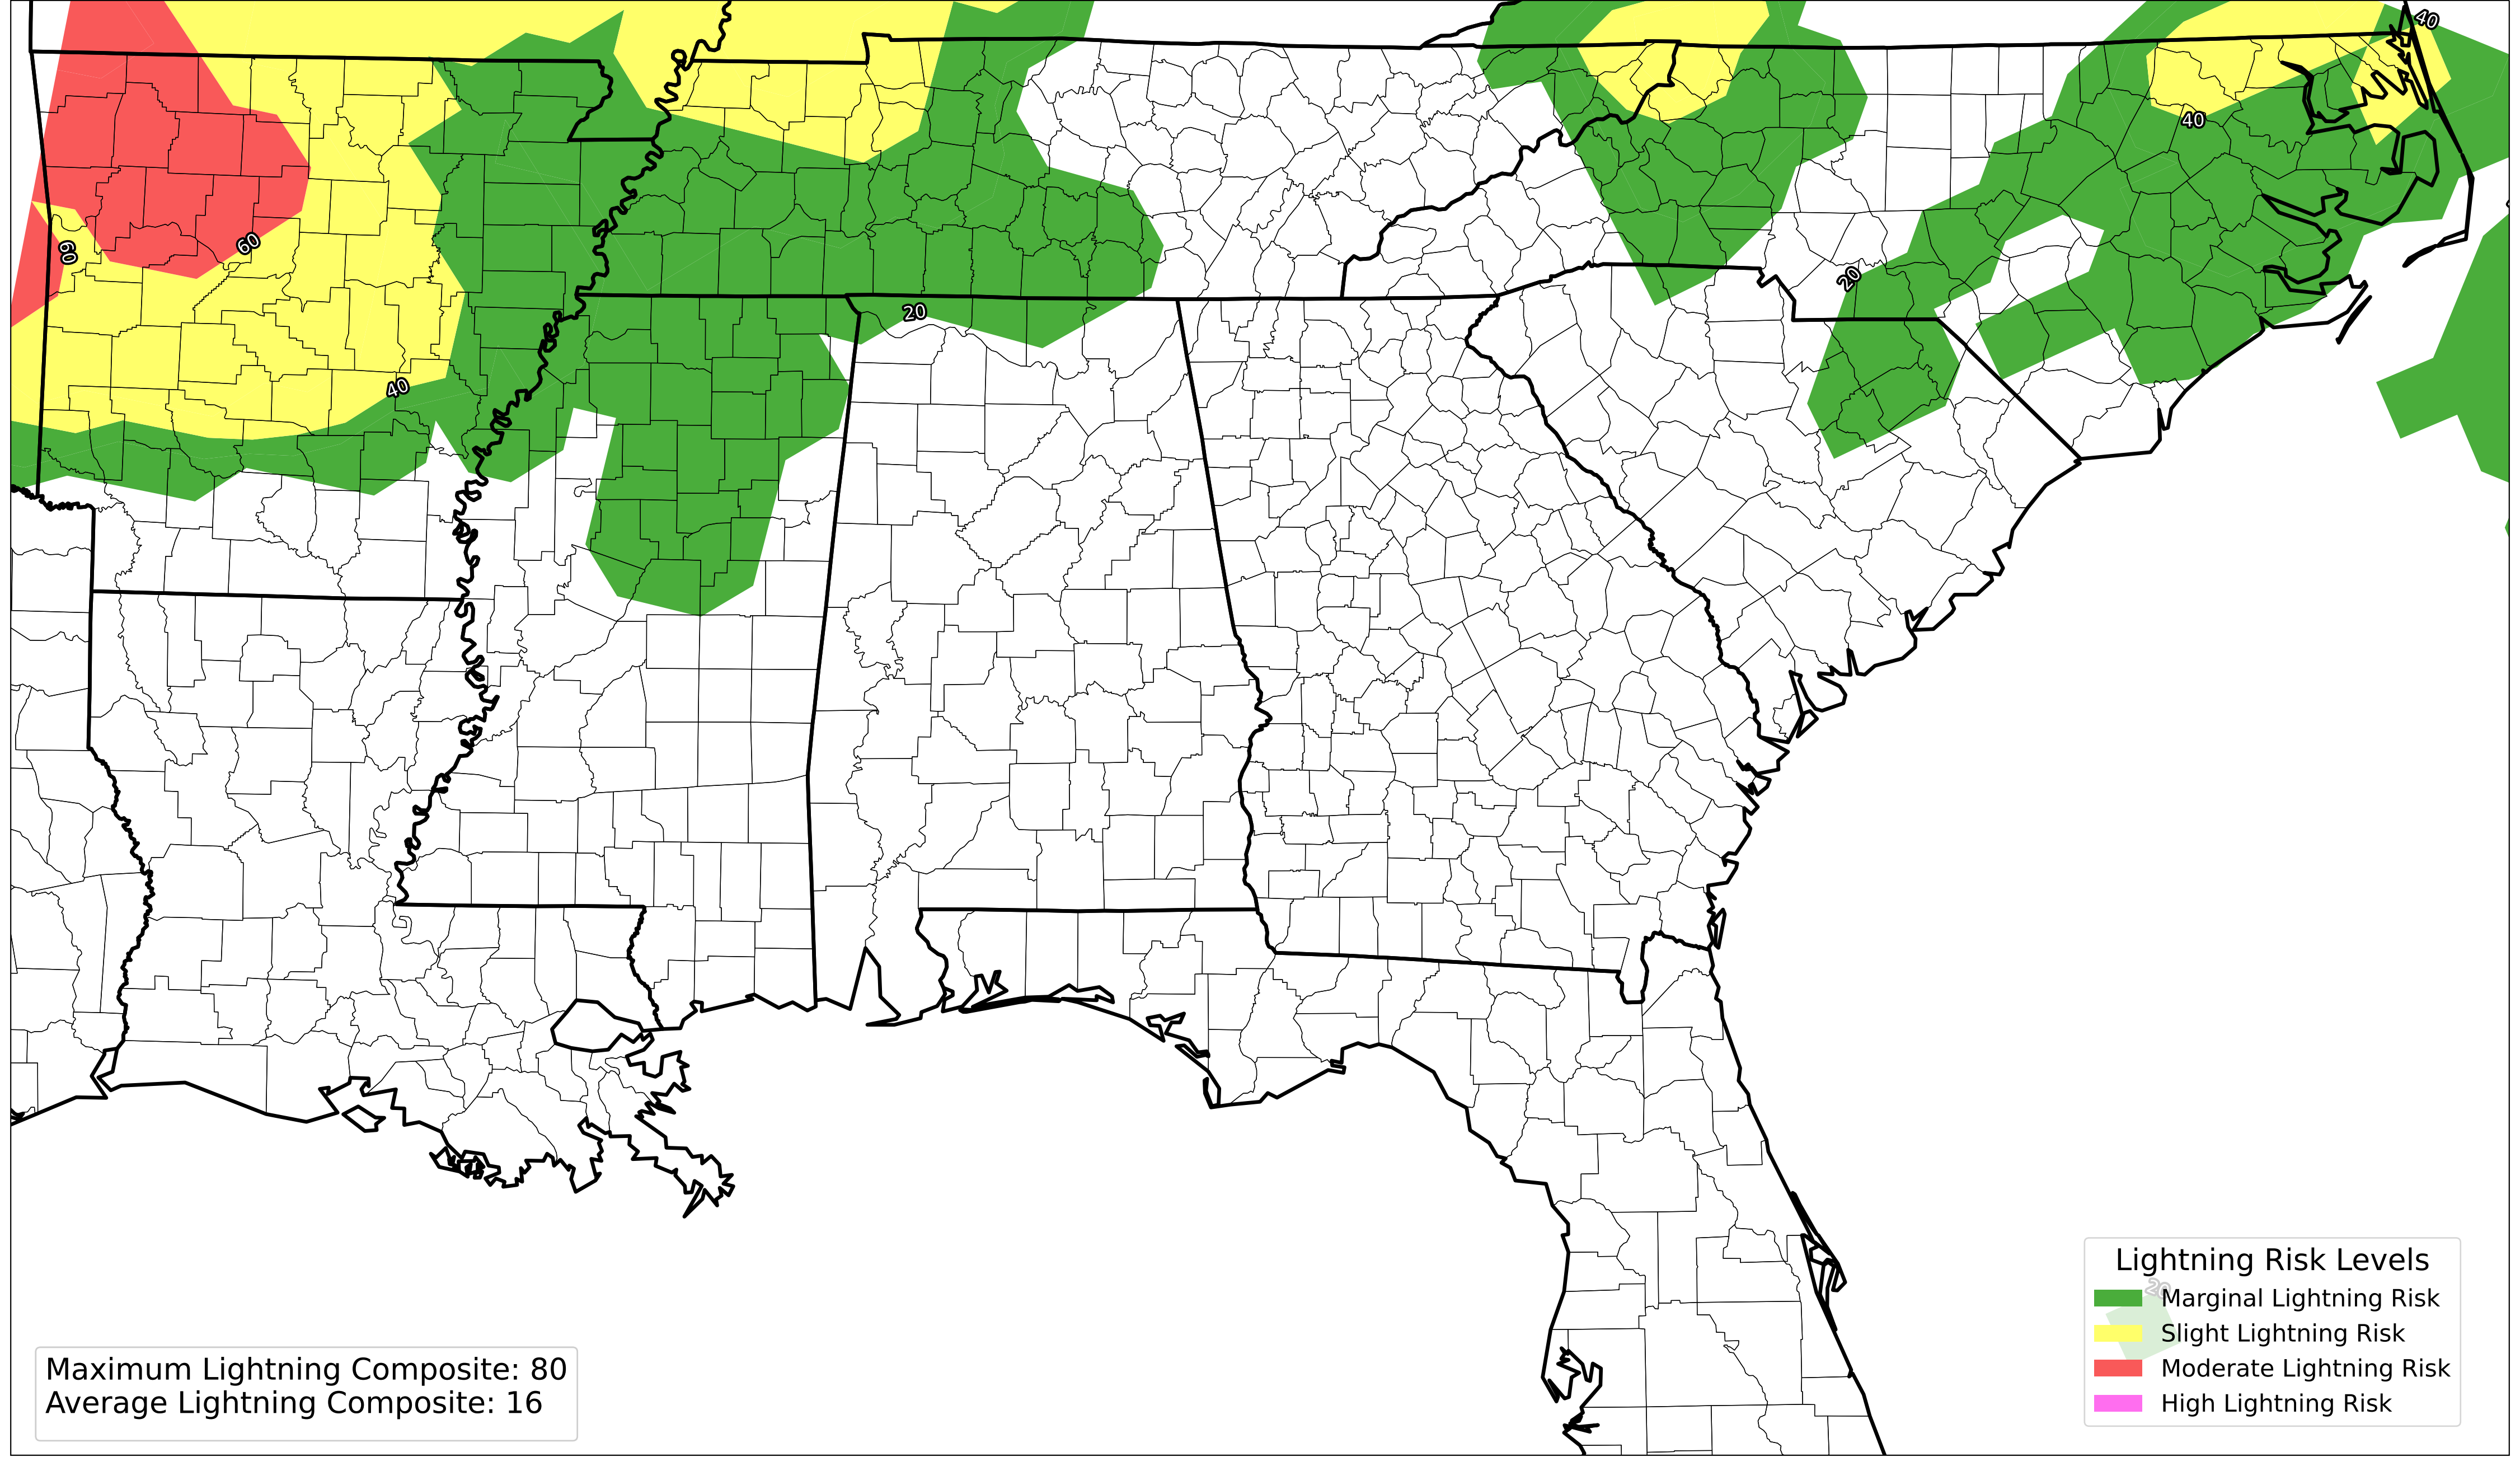 40
40
60
60
20
20
40
Lightning Risk Levels
20
Marginal Lightning Risk
Slight Lightning Risk
Moderate Lightning Risk
High Lightning Risk
Maximum Lightning Composite: 80
Average Lightning Composite: 16